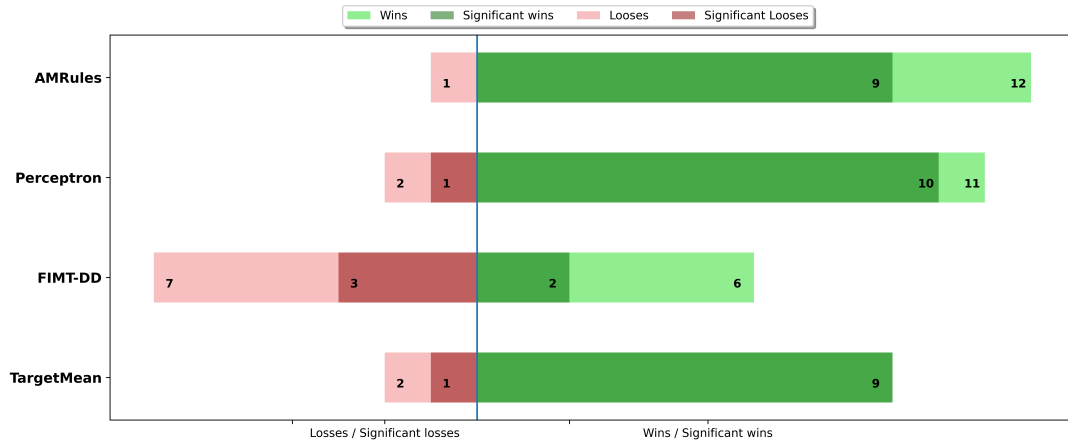 Wins Significant wins Looses Significant Looses
AMRules 1 9 12
Perceptron 2 1 10 11
FIMT-DD 7 3 2 6
TargetMean 2 1 9
Losses / Significant losses Wins / Significant wins